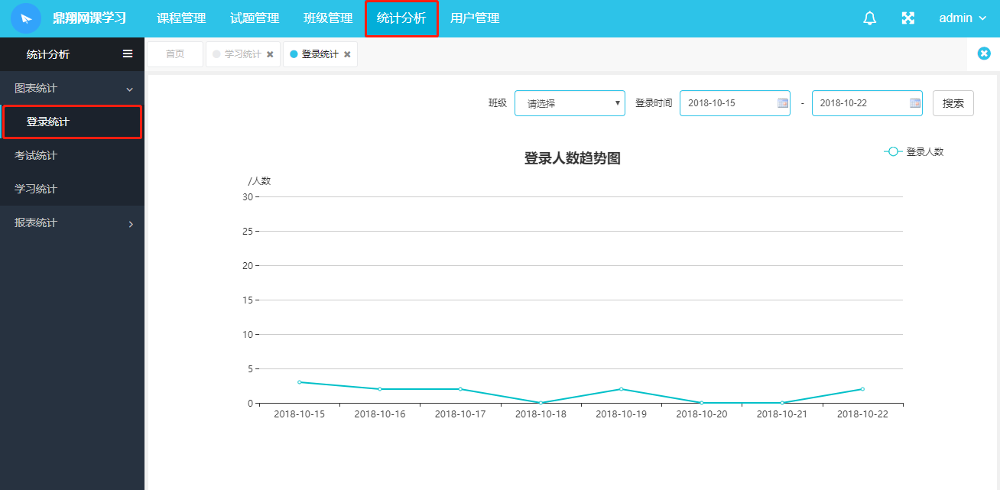 鼎翔网课学习 课程管理 试题管理 班级管理 统计分析 用户管理 admin
统计分析 首页 学习统计 登录统计
图表统计
登录统计
考试统计
学习统计
报表统计
班级 请选择 登录时间 2018-10-15 - 2018-10-22 搜索
登录人数趋势图
登录人数
/人数
30
25
20
15
10
5
0
2018-10-15 2018-10-16 2018-10-17 2018-10-18 2018-10-19 2018-10-20 2018-10-21 2018-10-22